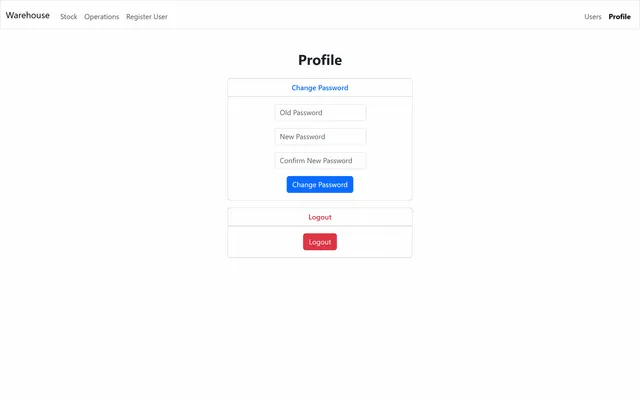 Warehouse Stock Operations Register User Users Profile
Profile
Change Password
Old Password
New Password
Confirm New Password
Change Password
Logout
Logout